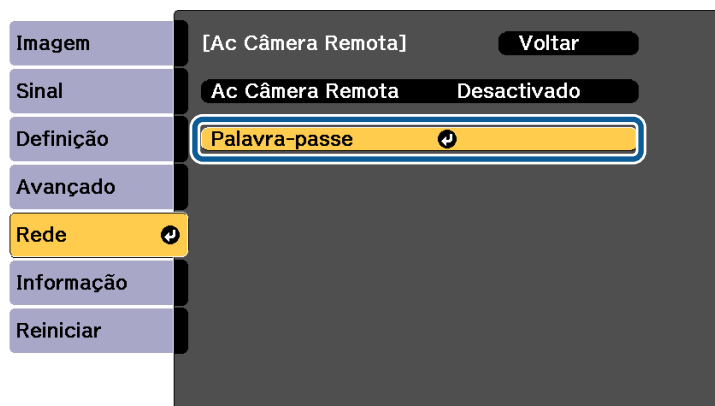 Imagem
Sinal
Definição
Avançado
Rede
Informação
Reiniciar
[Ac Câmera Remota] Voltar
Ac Câmera Remota Desactivado
Palavra-passe